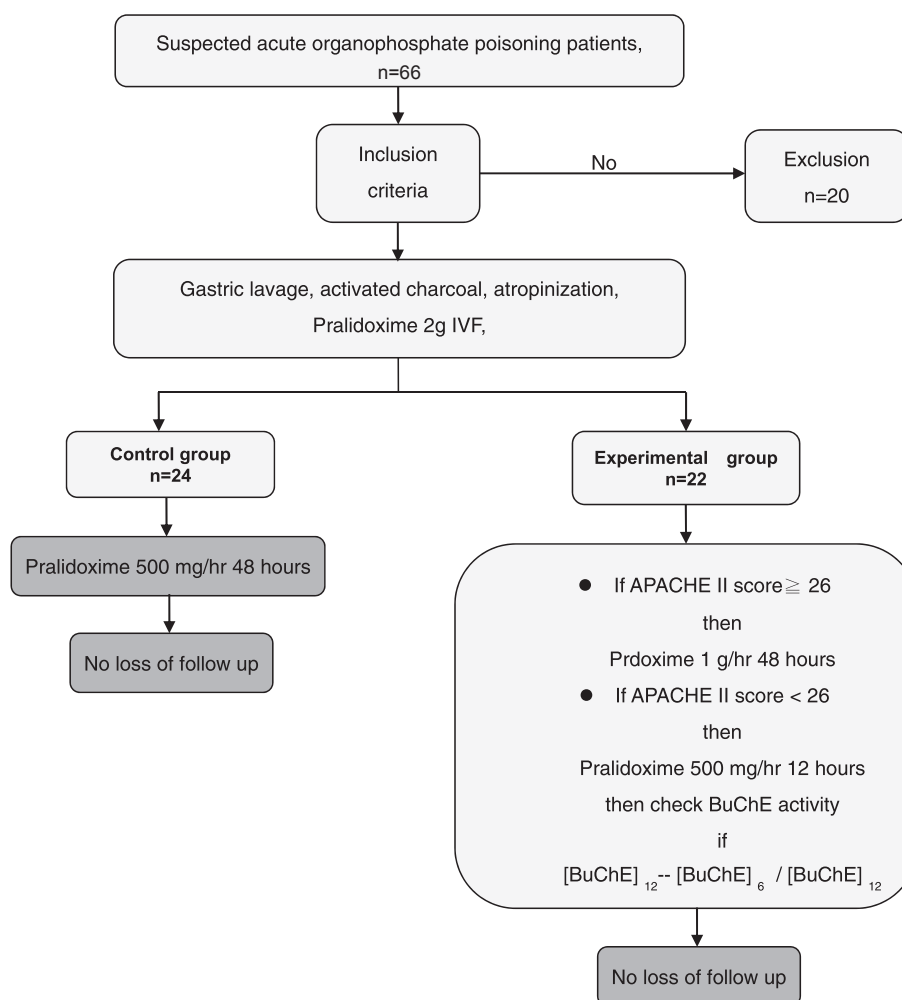 Suspected acute organophosphate poisoning patients,
n=66
Inclusion
criteria
No
Exclusion
n=20
Gastric lavage, activated charcoal, atropinization,
Pralidoxime 2g IVF,
Control group
n=24
Pralidoxime 500 mg/hr 48 hours
No loss of follow up
Experimental group
n=22
● If APACHE II score≧ 26
then
Prdoxime 1 g/hr 48 hours
● If APACHE II score < 26
then
Pralidoxime 500 mg/hr 12 hours
then check BuChE activity
if
[BuChE] 12-- [BuChE] 6 / [BuChE] 12
No loss of follow up